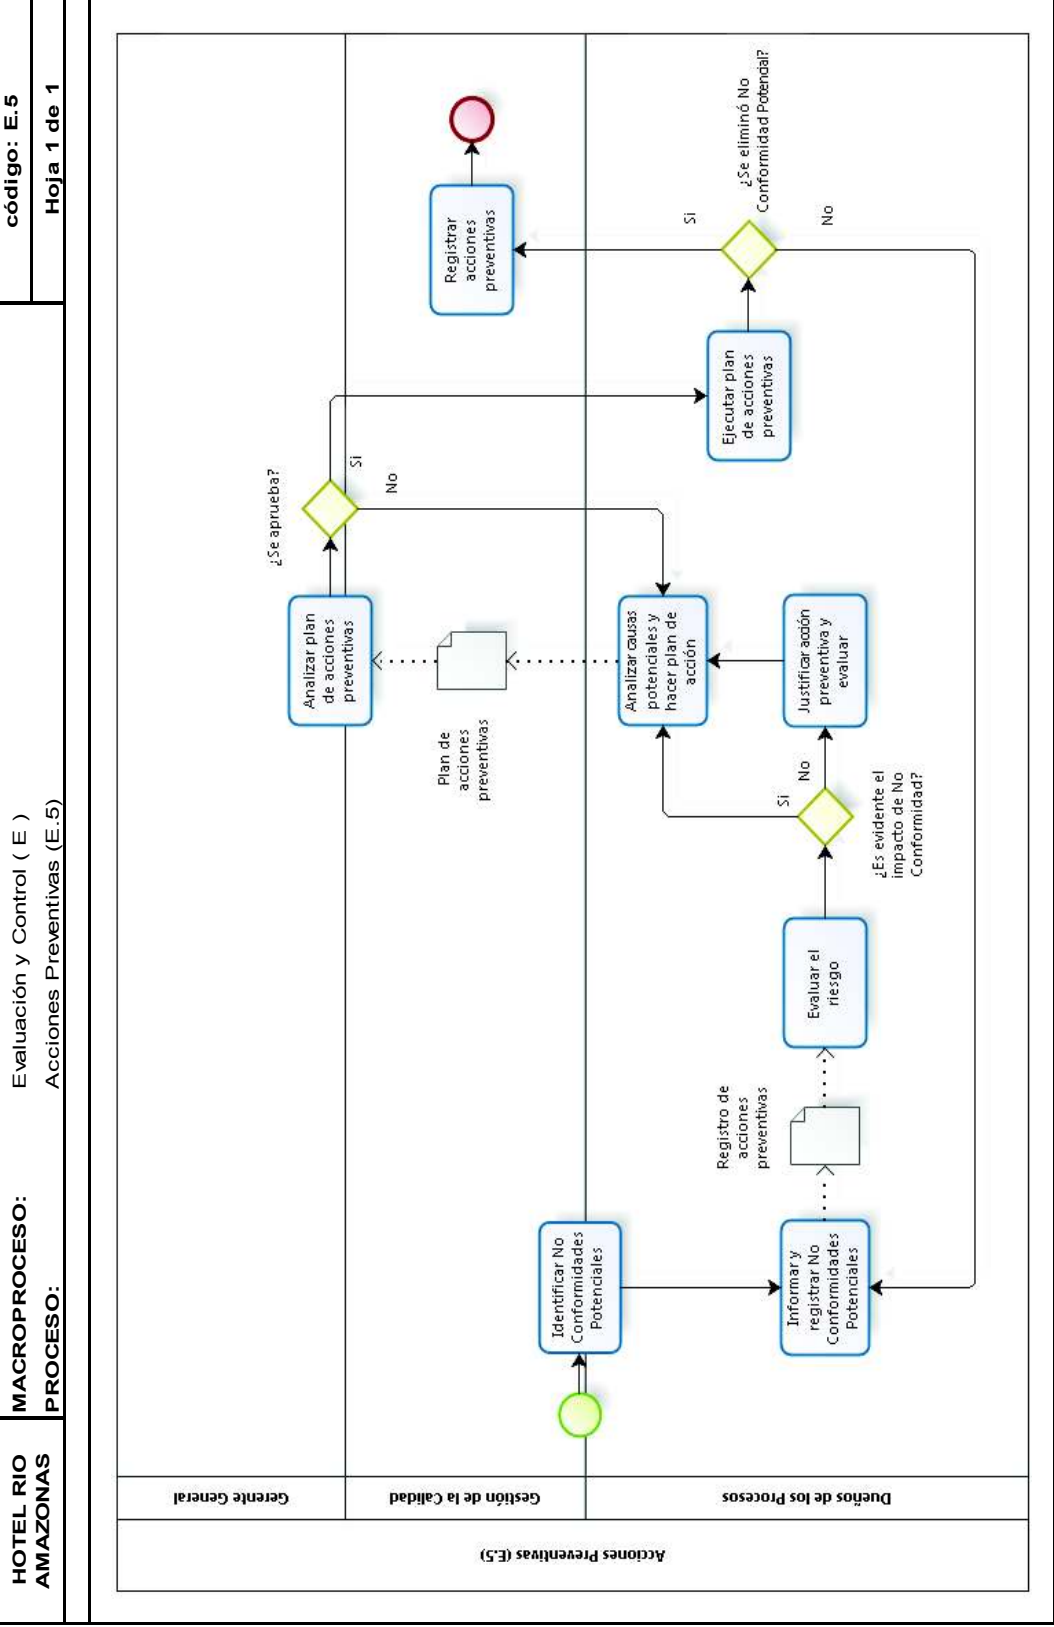 HOTEL RIO
AMAZONAS
MACROPROCESO:
Evaluación y Control ( E )
código: E.5
PROCESO:
Acciones Preventivas (E.5)
Hoja 1 de 1
Acciones Preventivas (E.5)
Gerente General
Gestión de la Calidad
Dueños de los Procesos
Identificar No
Conformidades
Potenciales
Informar y
registrar No
Conformidades
Potenciales
Registro de
acciones
preventivas
Evaluar el
riesgo
¿Es evidente el
impacto de No
Conformidad?
Si
No
Justificar acción
preventiva y
evaluar
Analizar causas
potenciales y
hacer plan de
acción
Plan de
acciones
preventivas
Analizar plan
de acciones
preventivas
¿Se aprueba?
Si
No
Ejecutar plan
de acciones
preventivas
¿Se eliminó No
Conformidad Potencial?
Si
No
Registrar
acciones
preventivas